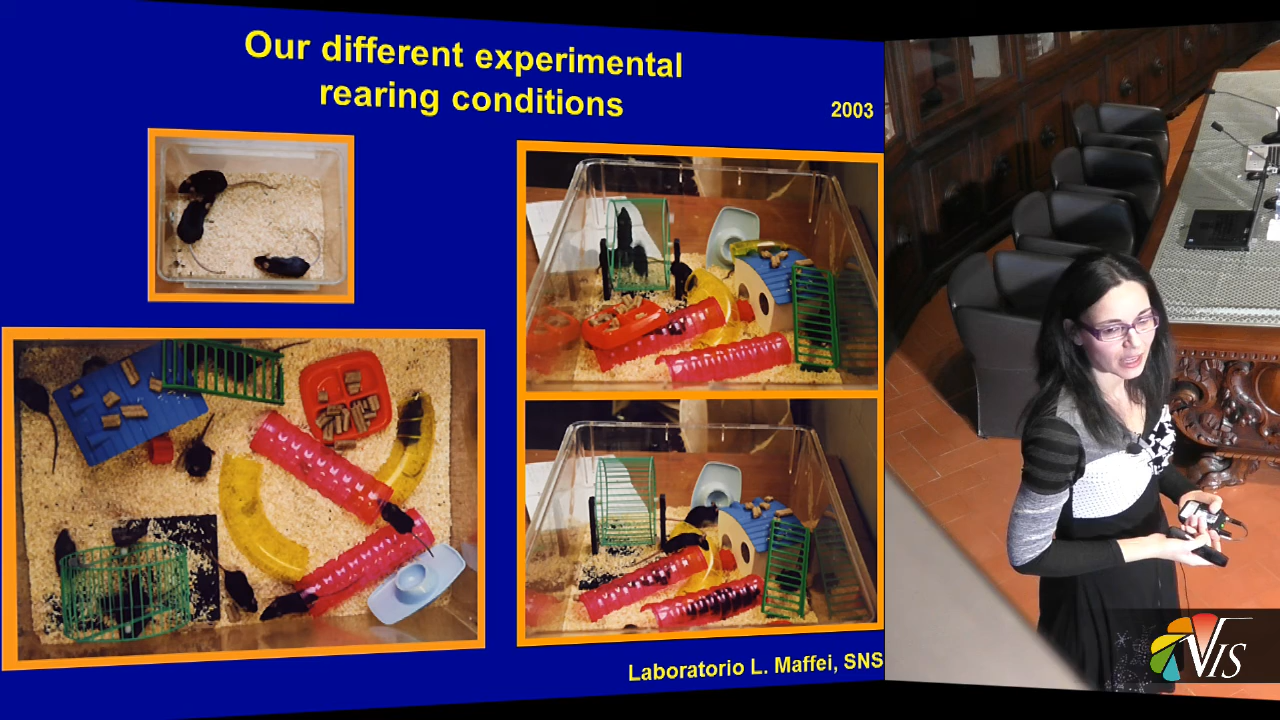 Our different experimental
rearing conditions
2003
Laboratorio L. Maffei, SNS
VIS